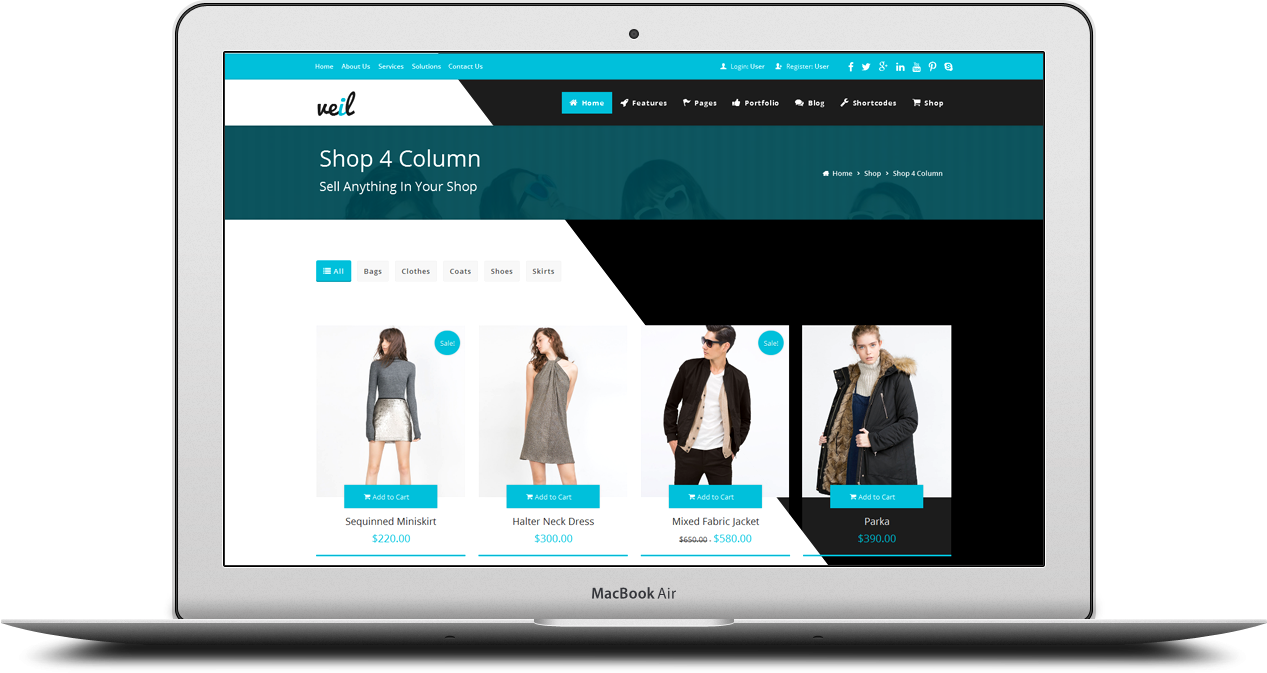 Home About Us Services Solutions Contact Us Login: User Register: User
veil
Home Features Pages Portfolio Blog Shortcodes Shop
Shop 4 Column
Sell Anything In Your Shop
Home > Shop > Shop 4 Column
All Bags Clothes Coats Shoes Skirts
Sale! Sale!
Add to Cart Add to Cart Add to Cart Add to Cart
Sequinned Miniskirt Halter Neck Dress Mixed Fabric Jacket Parka
$220.00 $300.00 $650.00 - $580.00 $390.00
MacBook Air